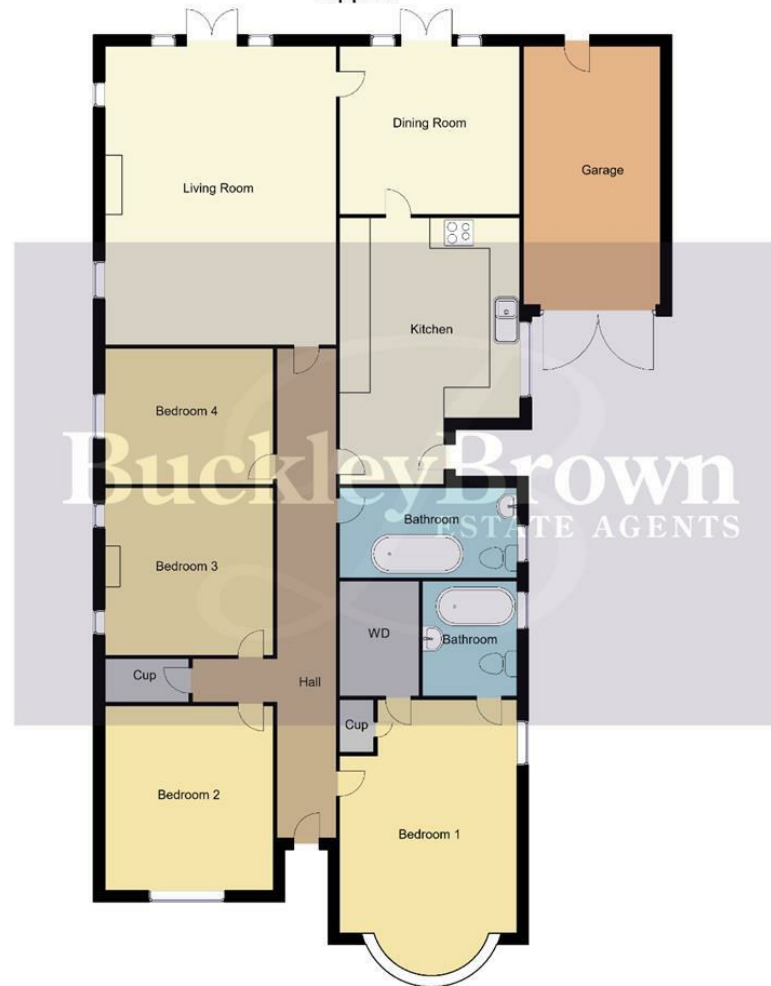 Dining Room
Living Room
Garage
Kitchen
Bedroom 4
BuckleyBrown
ESTATE AGENTS
Bathroom
Bedroom 3
WD
Bathroom
Cup
Hall
Cup
Bedroom 2
Bedroom 1